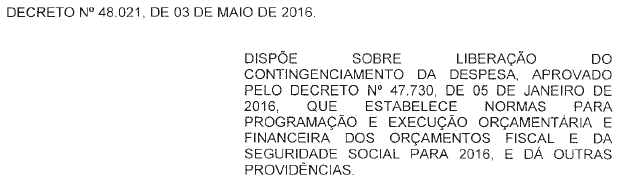 DECRETO Nº 48.021, DE 03 DE MAIO DE 2016.
DISPÕE SOBRE LIBERAÇÃO DO
CONTINGENCIAMENTO DA DESPESA, APROVADO
PELO DECRETO Nº 47.730, DE 05 DE JANEIRO DE
2016, QUE ESTABELECE NORMAS PARA
PROGRAMAÇÃO E EXECUÇÃO ORÇAMENTÁRIA E
FINANCEIRA DOS ORÇAMENTOS FISCAL E DA
SEGURIDADE SOCIAL PARA 2016, E DÁ OUTRAS
PROVIDÊNCIAS.